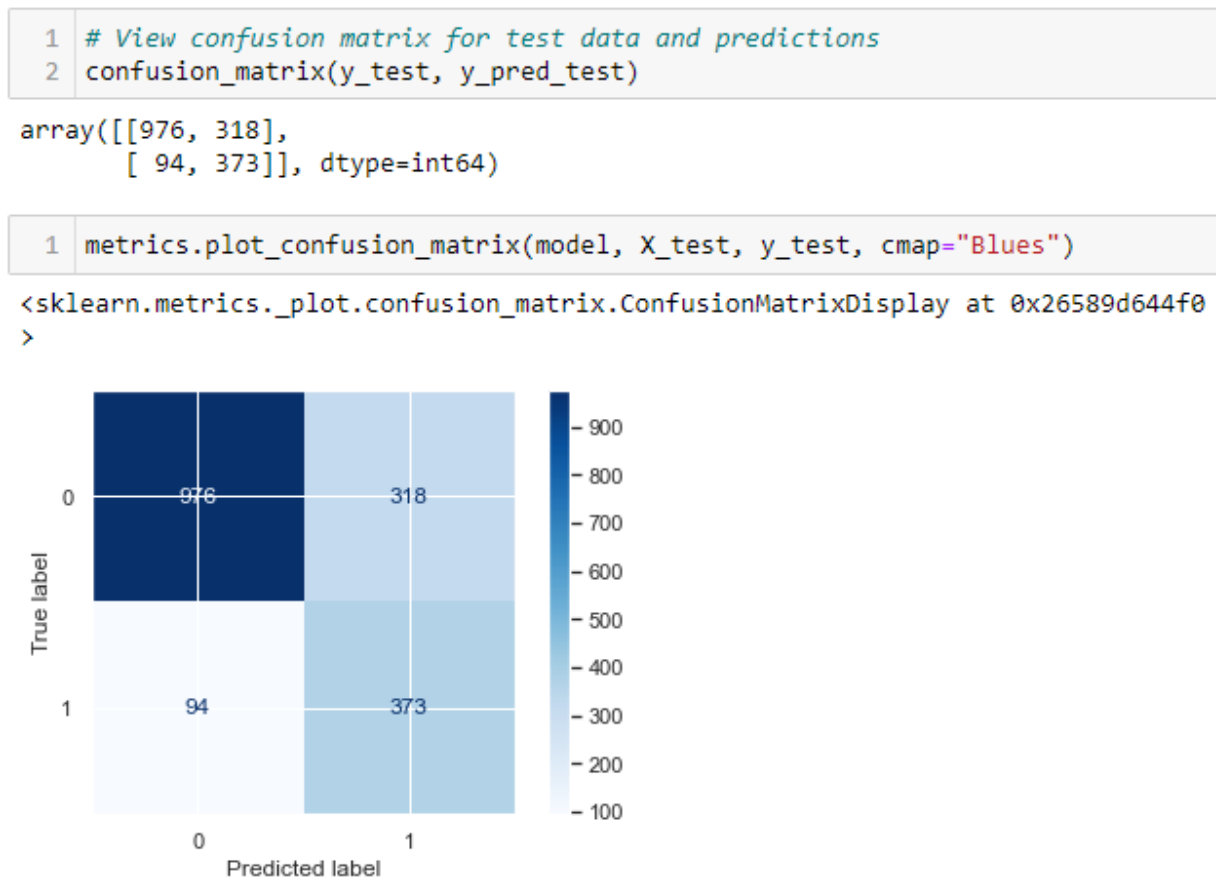 1 # View confusion matrix for test data and predictions
2 confusion_matrix(y_test, y_pred_test)
array([[976, 318],
       [ 94, 373]], dtype=int64)
1 metrics.plot_confusion_matrix(model, X_test, y_test, cmap="Blues")
<sklearn.metrics._plot.confusion_matrix.ConfusionMatrixDisplay at 0x26589d644f0
>
900
800
0 976 318
700
600
True label
500
400
1 94 373
300
200
100
0 1
Predicted label